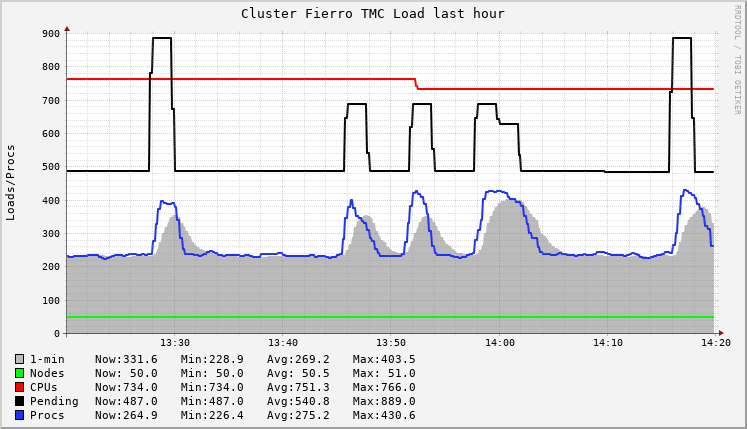 Cluster Fierro TMC Load last hour
RRDTOOL / TOBI OETIKER
Loads/Procs
900
800
700
600
500
400
300
200
100
0
13:30 13:40 13:50 14:00 14:10 14:20
1-min Now:331.6 Min:228.9 Avg:269.2 Max:403.5
Nodes Now: 50.0 Min: 50.0 Avg: 50.5 Max: 51.0
CPUs Now:734.0 Min:734.0 Avg:751.3 Max:766.0
Pending Now:487.0 Min:487.0 Avg:540.8 Max:889.0
Procs Now:264.9 Min:226.4 Avg:275.2 Max:430.6